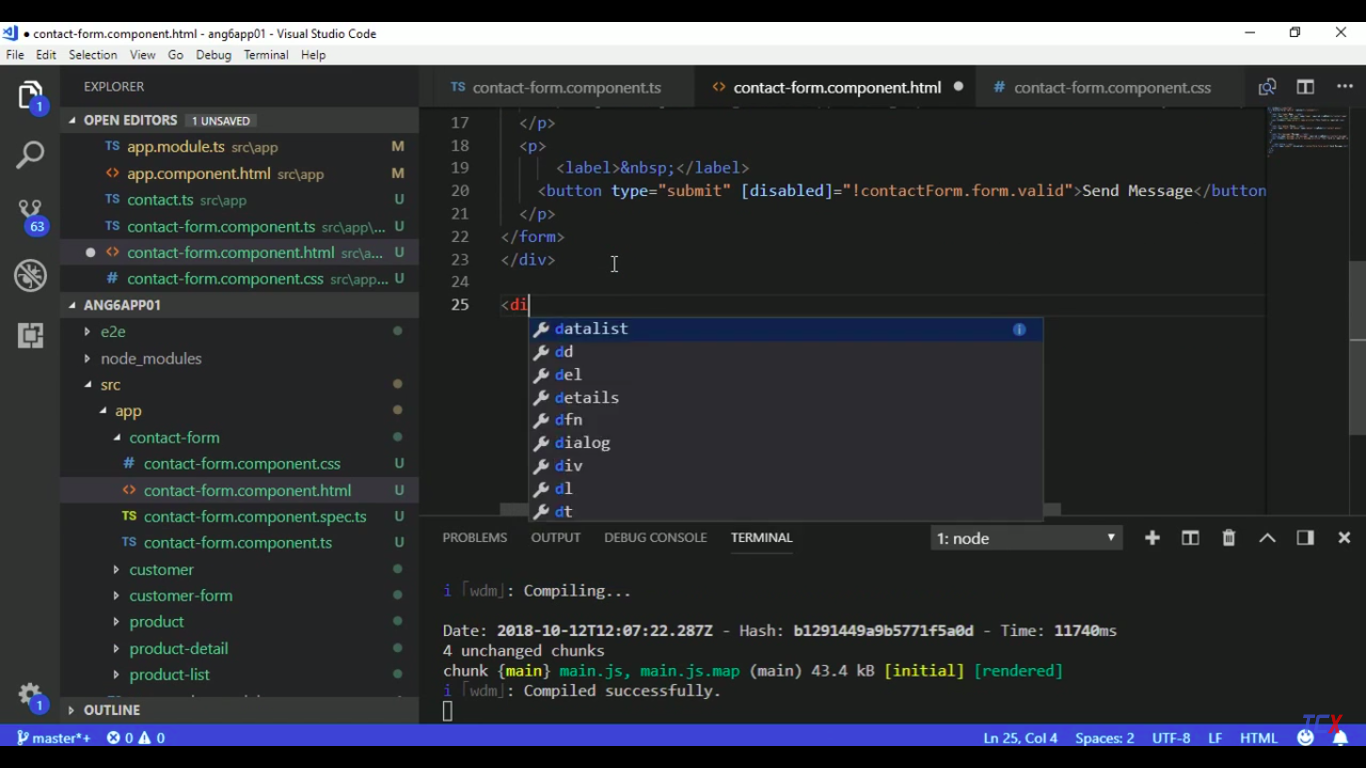 ● contact-form.component.html - ang6app01 - Visual Studio Code
File Edit Selection View Go Debug Terminal Help
EXPLORER
TS contact-form.component.ts
<> contact-form.component.html ●
# contact-form.component.css
1
OPEN EDITORS 1 UNSAVED
TS app.module.ts src\app M
<> app.component.html src\app M
TS contact.ts src\app U
TS contact-form.component.ts src\app\... U
● <> contact-form.component.html src\a... U
# contact-form.component.css src\app... U
63
ANG6APP01
e2e
node_modules
src
app
contact-form
# contact-form.component.css U
<> contact-form.component.html U
TS contact-form.component.spec.ts U
TS contact-form.component.ts U
customer
customer-form
product
product-detail
product-list
OUTLINE
1
17 </p>
18 <p>
19 <label>&nbsp;</label>
20 <button type="submit" [disabled]="!contactForm.form.valid">Send Message</button
21 </p>
22 </form>
23 </div>
24
25 <di
datalist
dd
del
details
dfn
dialog
div
dl
dt
PROBLEMS OUTPUT DEBUG CONSOLE TERMINAL 1: node
i ｢wdm｣: Compiling...
Date: 2018-10-12T12:07:22.287Z - Hash: b1291449a9b5771f5a0d - Time: 11740ms
4 unchanged chunks
chunk {main} main.js, main.js.map (main) 43.4 kB [initial] [rendered]
i ｢wdm｣: Compiled successfully.
TCX
master*+ 0 0 Ln 25, Col 4 Spaces: 2 UTF-8 LF HTML